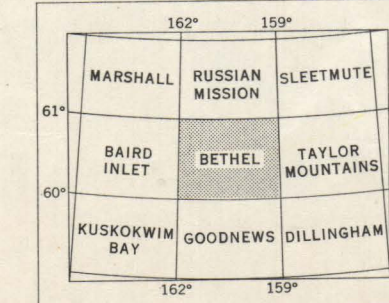 162° 159°
MARSHALL RUSSIAN SLEETMUTE
MISSION
61°
BAIRD BETHEL TAYLOR
INLET MOUNTAINS
60°
KUSKOKWIM GOODNEWS DILLINGHAM
BAY
162° 159°